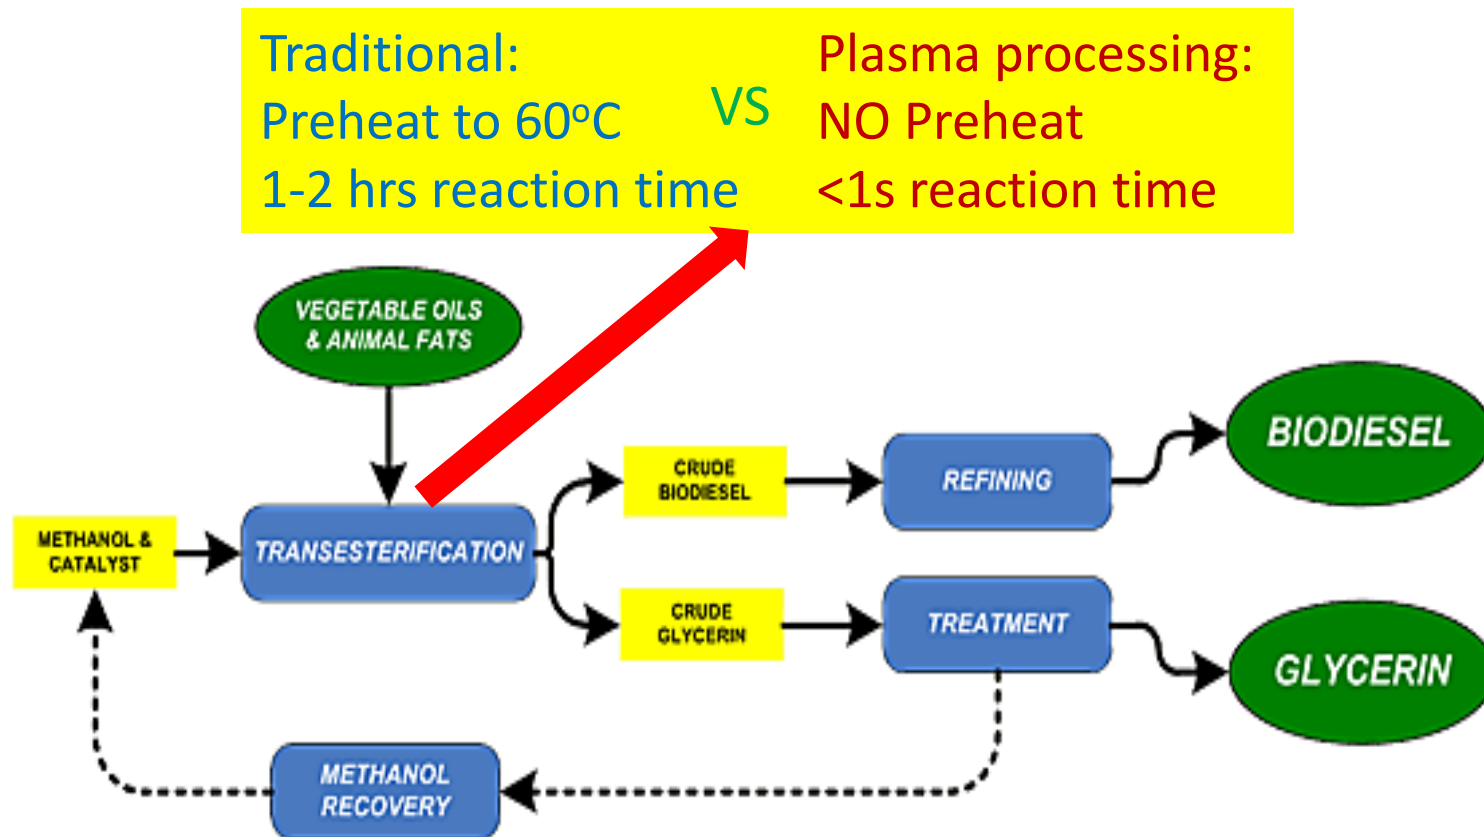 Traditional:
Preheat to 60°C
1-2 hrs reaction time
VS
Plasma processing:
NO Preheat
<1s reaction time
VEGETABLE OILS
& ANIMAL FATS
METHANOL &
CATALYST
TRANSESTERIFICATION
CRUDE
BIODIESEL
REFINING
BIODIESEL
CRUDE
GLYCERIN
TREATMENT
GLYCERIN
METHANOL
RECOVERY